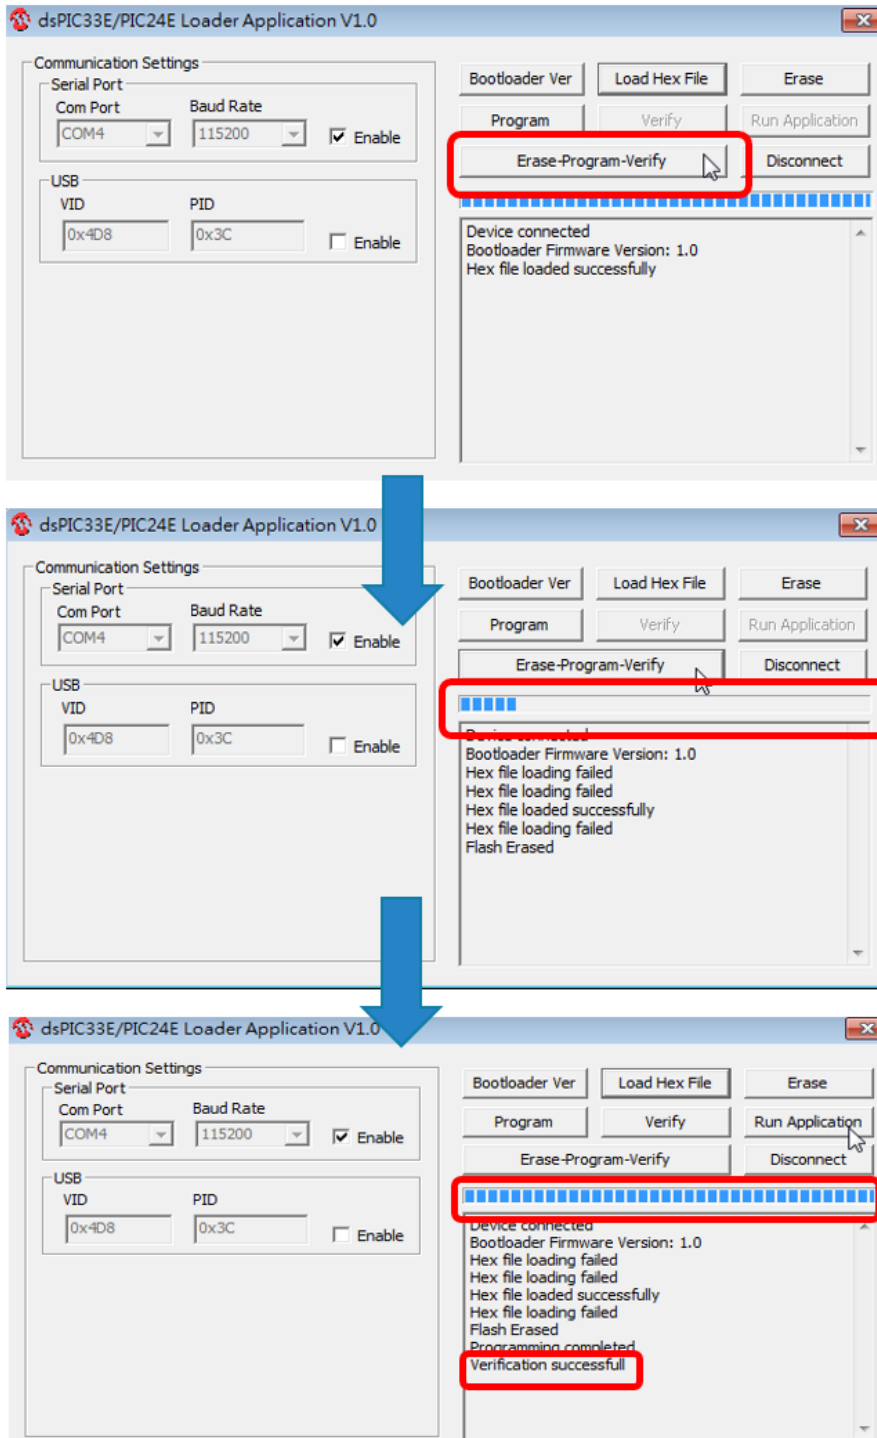 dsPIC33E/PIC24E Loader Application V1.0
Communication Settings
Serial Port
Com Port Baud Rate
COM4 115200 Enable
USB
VID PID
0x4D8 0x3C Enable
Bootloader Ver Load Hex File Erase
Program Verify Run Application
Erase-Program-Verify Disconnect
Device connected
Bootloader Firmware Version: 1.0
Hex file loaded successfully
dsPIC33E/PIC24E Loader Application V1.0
Communication Settings
Serial Port
Com Port Baud Rate
COM4 115200 Enable
USB
VID PID
0x4D8 0x3C Enable
Bootloader Ver Load Hex File Erase
Program Verify Run Application
Erase-Program-Verify Disconnect
Device connected
Bootloader Firmware Version: 1.0
Hex file loading failed
Hex file loading failed
Hex file loaded successfully
Hex file loading failed
Flash Erased
dsPIC33E/PIC24E Loader Application V1.0
Communication Settings
Serial Port
Com Port Baud Rate
COM4 115200 Enable
USB
VID PID
0x4D8 0x3C Enable
Bootloader Ver Load Hex File Erase
Program Verify Run Application
Erase-Program-Verify Disconnect
Device connected
Bootloader Firmware Version: 1.0
Hex file loading failed
Hex file loading failed
Hex file loaded successfully
Hex file loading failed
Flash Erased
Programming completed
Verification successfull